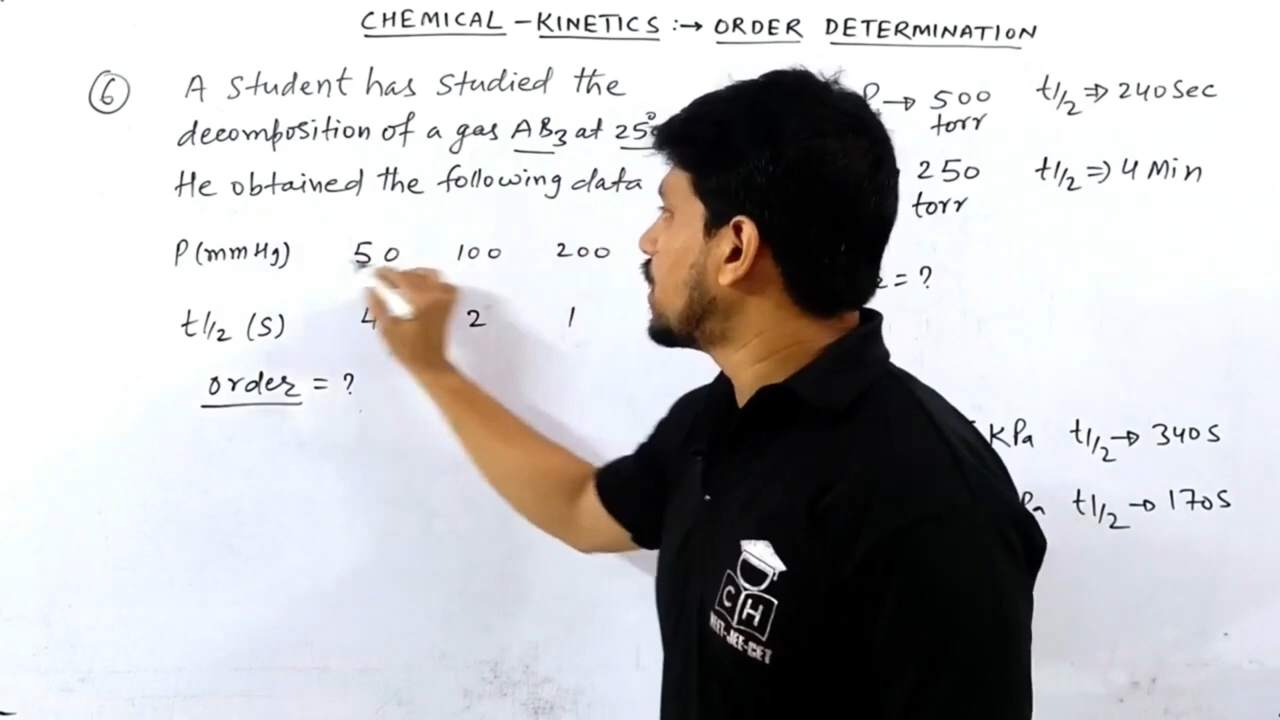 CHEMICAL - KINETICS :→ ORDER DETERMINATION
⑥ A student has studied the
decomposition of a gas AB3 at 25°
He obtained the following data
P(mmHg) 50 100 200
t1/2 (s) 4 2 1
order = ?
→ 500 torr t1/2 ⇒ 240 Sec
250 torr t1/2 ⇒ 4 Min
= ?
KPa t1/2 → 340 s
t1/2 → 170 s
CH
NEET-JEE-CET